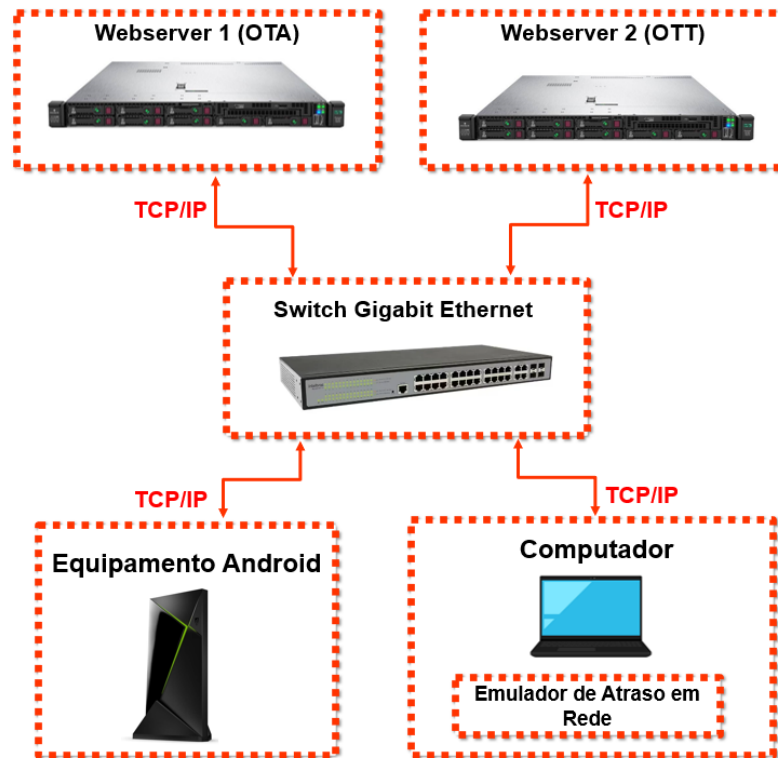 Webserver 1 (OTA)
Webserver 2 (OTT)
TCP/IP
TCP/IP
Switch Gigabit Ethernet
TCP/IP
TCP/IP
Equipamento Android
Computador
Emulador de Atraso em
Rede